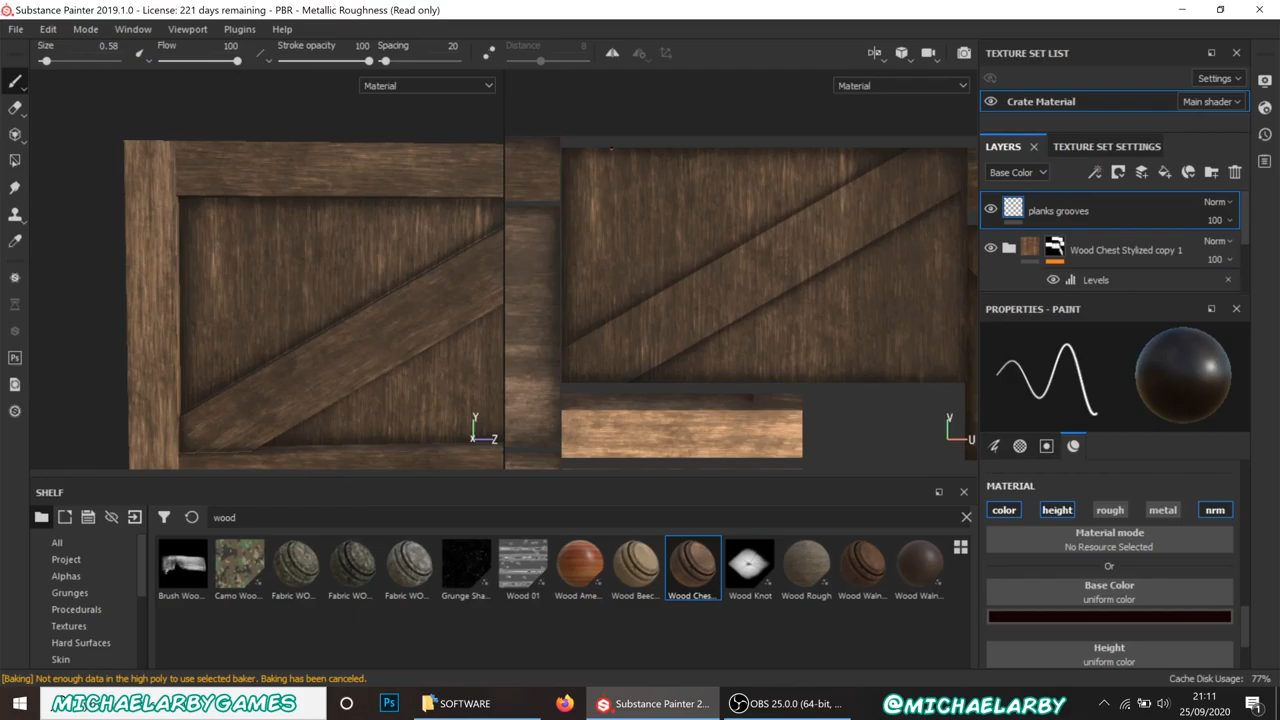 Substance Painter 2019.1.0 - License: 221 days remaining - PBR - Metallic Roughness (Read only)
File Edit Mode Window Viewport Plugins Help
Size 0.58 Flow 100 Stroke opacity 100 Spacing 20 Distance 8
Material
Material
Y
X Z
V
U
TEXTURE SET LIST
Settings
Crate Material Main shader
LAYERS TEXTURE SET SETTINGS
Base Color
planks grooves Norm 100
Wood Chest Stylized copy 1 Norm 100
Levels
PROPERTIES - PAINT
MATERIAL
color height rough metal nrm
Material mode
No Resource Selected
Or
Base Color
uniform color
Height
uniform color
SHELF
wood
All
Project
Alphas
Grunges
Procedurals
Textures
Hard Surfaces
Skin
Brush Woo... Camo Woo... Fabric WO... Fabric WO... Fabric WO... Grunge Sha... Wood 01 Wood Ame... Wood Beec... Wood Ches... Wood Knot Wood Rough Wood Waln... Wood Waln...
[Baking] Not enough data in the high poly to use selected baker. Baking has been canceled.
Cache Disk Usage: 77%
MICHAELARBYGAMES
Ps
SOFTWARE
Substance Painter 2...
OBS 25.0.0 (64-bit, ...
@MICHAELARBY
21:11
25/09/2020